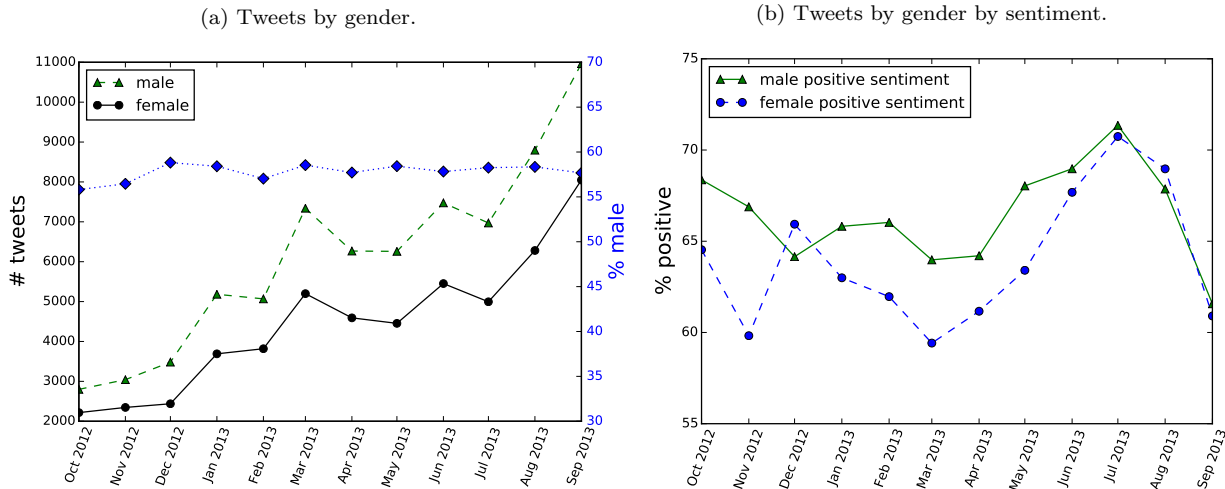 (a) Tweets by gender.
11000
10000
9000
8000
7000
6000
5000
4000
3000
2000
# tweets
male
female
70
65
60
55
50
45
40
35
30
% male
Oct 2012
Nov 2012
Dec 2012
Jan 2013
Feb 2013
Mar 2013
Apr 2013
May 2013
Jun 2013
Jul 2013
Aug 2013
Sep 2013
(b) Tweets by gender by sentiment.
75
70
65
60
55
% positive
male positive sentiment
female positive sentiment
Oct 2012
Nov 2012
Dec 2012
Jan 2013
Feb 2013
Mar 2013
Apr 2013
May 2013
Jun 2013
Jul 2013
Aug 2013
Sep 2013